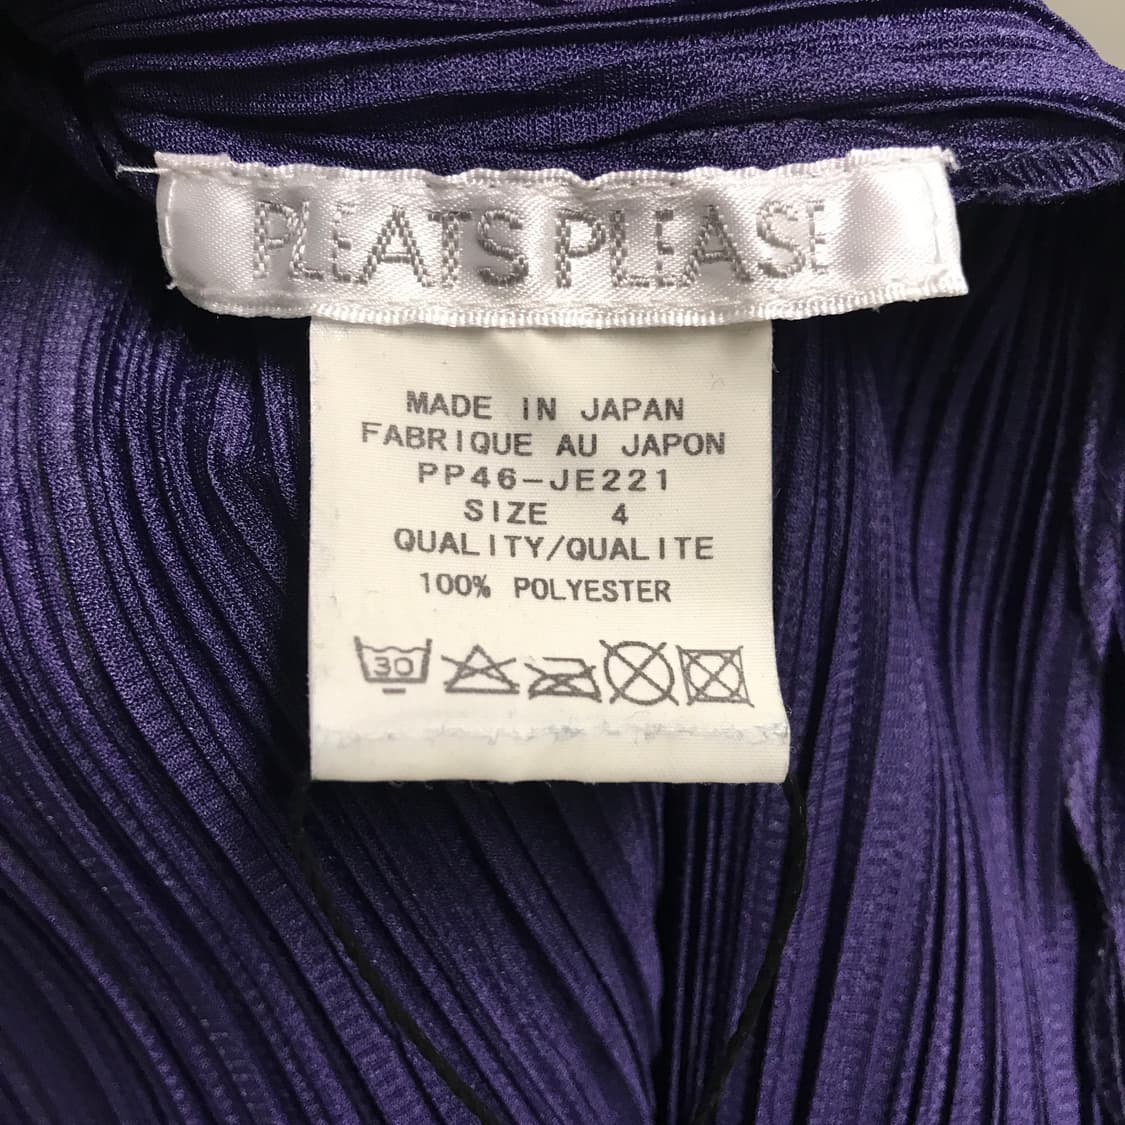 PLEATS PLEASE
MADE IN JAPAN
FABRIQUE AU JAPON
PP46-JE221
SIZE 4
QUALITY/QUALITE
100% POLYESTER
30